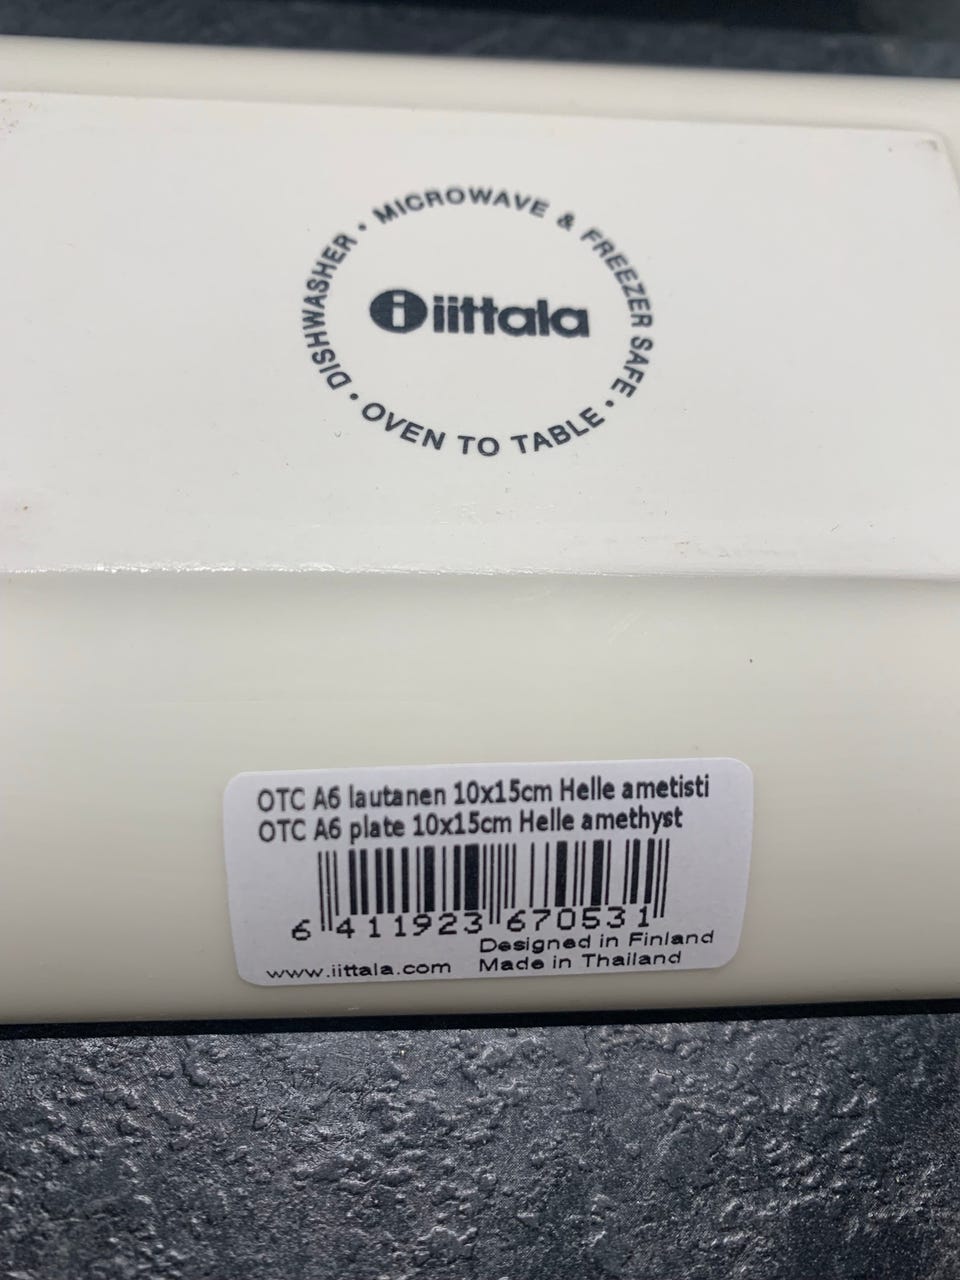 DISHWASHER • MICROWAVE & FREEZER SAFE • OVEN TO TABLE •
i iittala
OTC A6 lautanen 10x15cm Helle ametisti
OTC A6 plate 10x15cm Helle amethyst
6 411923 670531
Designed in Finland
www.iittala.com Made in Thailand